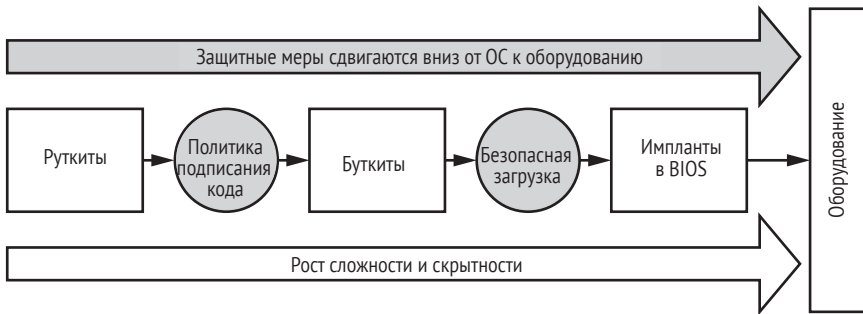 Защитные меры сдвигаются вниз от ОС к оборудованию
Руткиты
Политика
подписания
кода
Буткиты
Безопасная
загрузка
Импланты
в BIOS
Оборудование
Рост сложности и скрытности